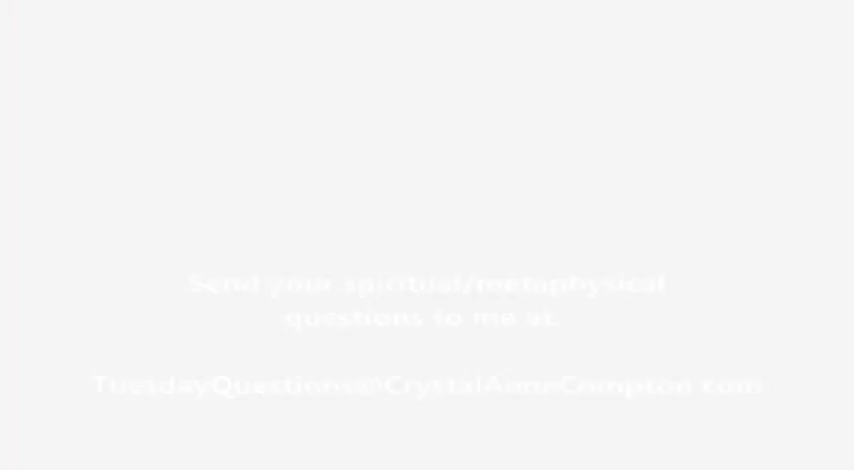 Send your spiritual/metaphysical
questions to me at
TuesdayQuestions@CrystalAnneCompton.com